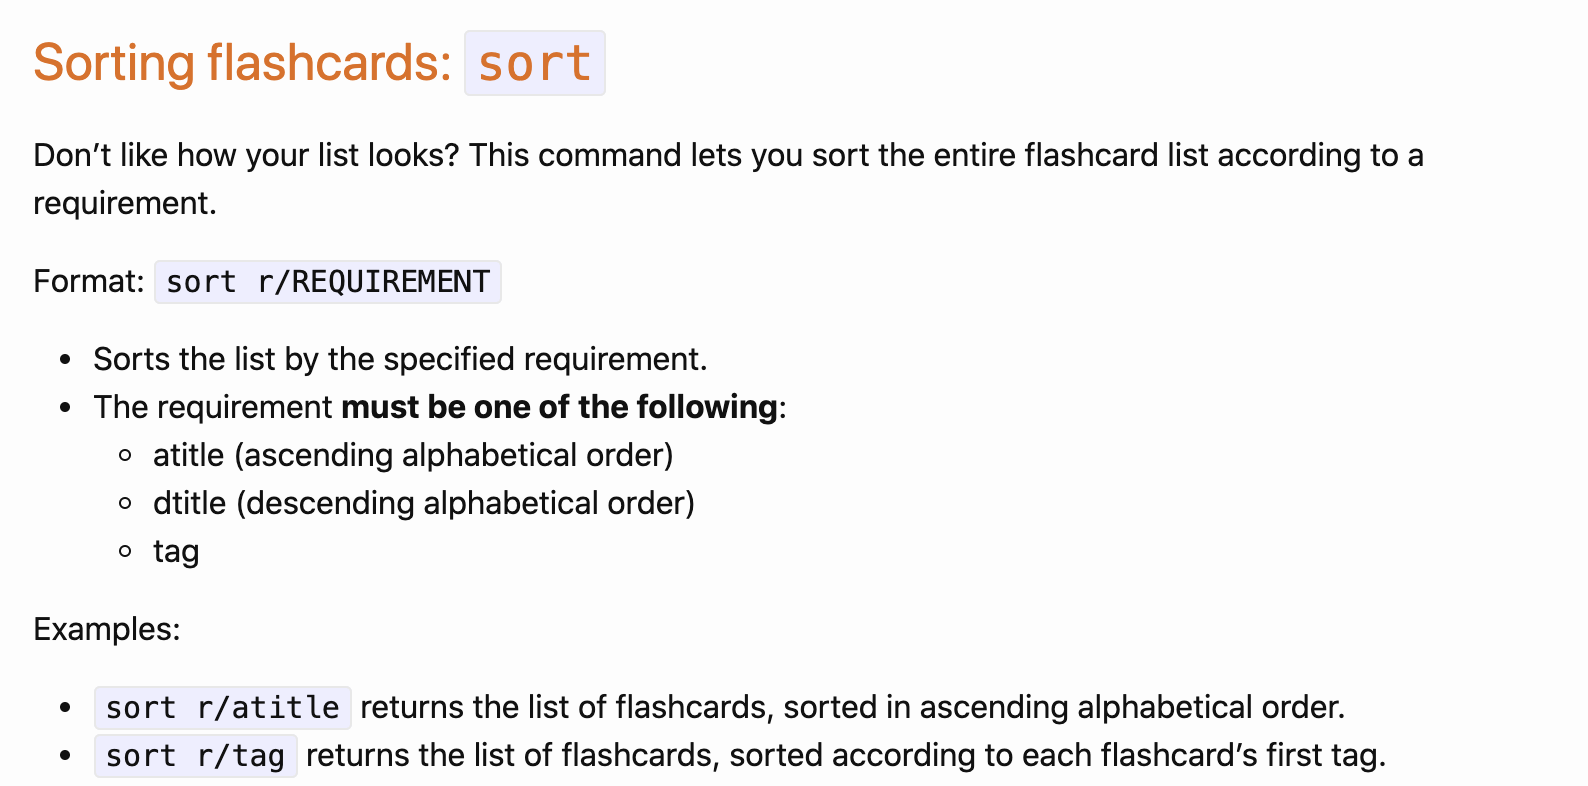 Sorting flashcards: sort
Don’t like how your list looks? This command lets you sort the entire flashcard list according to a
requirement.
Format: sort r/REQUIREMENT
• Sorts the list by the specified requirement.
• The requirement must be one of the following:
◦ atitle (ascending alphabetical order)
◦ dtitle (descending alphabetical order)
◦ tag
Examples:
• sort r/atitle returns the list of flashcards, sorted in ascending alphabetical order.
• sort r/tag returns the list of flashcards, sorted according to each flashcard’s first tag.